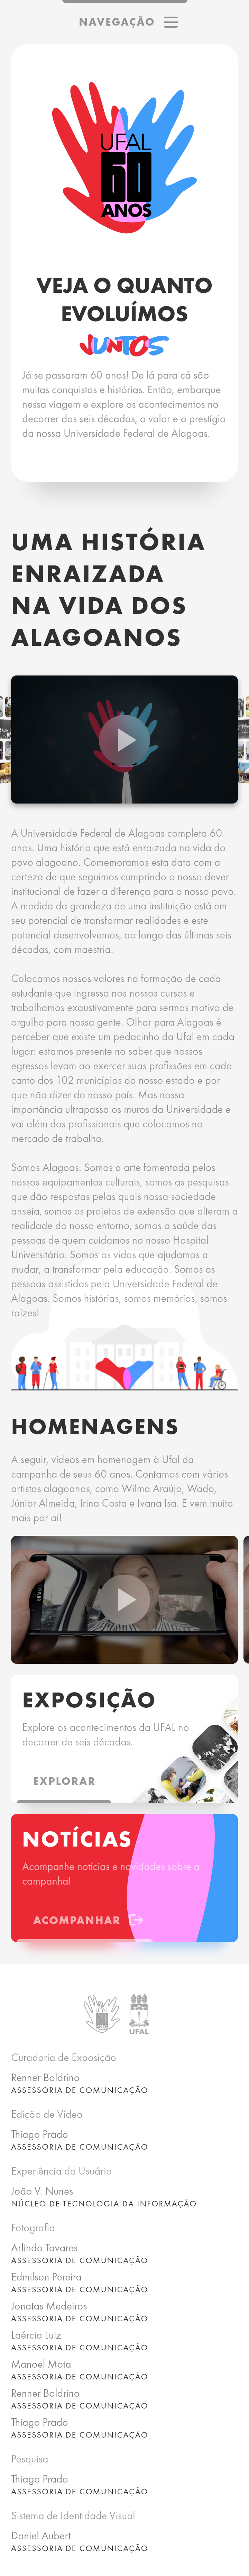 NAVEGAÇÃO
UFAL
60
ANOS
VEJA O QUANTO
EVOLUÍMOS
JUNTOS
Já se passaram 60 anos! De lá para cá são
muitas conquistas e histórias. Então, embarque
nessa viagem e explore os acontecimentos no
decorrer das seis décadas, o valor e o prestígio
da nossa Universidade Federal de Alagoas.
UMA HISTÓRIA
ENRAIZADA
NA VIDA DOS
ALAGOANOS
A Universidade Federal de Alagoas completa 60
anos. Uma história que está enraizada na vida do
povo alagoano. Comemoramos esta data com a
certeza de que seguimos cumprindo o nosso dever
institucional de fazer a diferença para o nosso povo.
A medida da grandeza de uma instituição está em
seu potencial de transformar realidades e este
potencial desenvolvemos, ao longo das últimas seis
décadas, com maestria.
Colocamos nossos valores na formação de cada
estudante que ingressa nos nossos cursos e
trabalhamos exaustivamente para sermos motivo de
orgulho para nossa gente. Olhar para Alagoas é
perceber que existe um pedacinho da Ufal em cada
lugar: estamos presente no saber que nossos
egressos levam ao exercer suas profissões em cada
canto dos 102 municípios do nosso estado e por
que não dizer do nosso país. Mas nossa
importância ultrapassa os muros da Universidade e
vai além dos profissionais que colocamos no
mercado de trabalho.
Somos Alagoas. Somos a arte fomentada pelos
nossos equipamentos culturais, somos as pesquisas
que dão respostas pelas quais nossa sociedade
anseia, somos os projetos de extensão que alteram a
realidade do nosso entorno, somos a saúde das
pessoas de quem cuidamos no nosso Hospital
Universitário. Somos as vidas que ajudamos a
mudar, a transformar pela educação. Somos as
pessoas assistidas pela Universidade Federal de
Alagoas. Somos histórias, somos memórias, somos
raízes!
HOMENAGENS
A seguir, vídeos em homenagem à Ufal da
campanha de seus 60 anos. Contamos com vários
artistas alagoanos, como Wilma Araújo, Wado,
Júnior Almeida, Irina Costa e Ivana Isa. E vem muito
mais por aí!
SAMSUNG
EXPOSIÇÃO
Explore os acontecimentos da UFAL no
decorrer de seis décadas.
EXPLORAR
NOTÍCIAS
Acompanhe notícias e novidades sobre a
campanha!
ACOMPANHAR
UFAL
Curadoria de Exposição
Renner Boldrino
ASSESSORIA DE COMUNICAÇÃO
Edição de Vídeo
Thiago Prado
ASSESSORIA DE COMUNICAÇÃO
Experiência do Usuário
João V. Nunes
NÚCLEO DE TECNOLOGIA DA INFORMAÇÃO
Fotografia
Arlindo Tavares
ASSESSORIA DE COMUNICAÇÃO
Edmilson Pereira
ASSESSORIA DE COMUNICAÇÃO
Jonatas Medeiros
ASSESSORIA DE COMUNICAÇÃO
Laércio Luiz
ASSESSORIA DE COMUNICAÇÃO
Manoel Mota
ASSESSORIA DE COMUNICAÇÃO
Renner Boldrino
ASSESSORIA DE COMUNICAÇÃO
Thiago Prado
ASSESSORIA DE COMUNICAÇÃO
Pesquisa
Thiago Prado
ASSESSORIA DE COMUNICAÇÃO
Sistema de Identidade Visual
Daniel Aubert
ASSESSORIA DE COMUNICAÇÃO